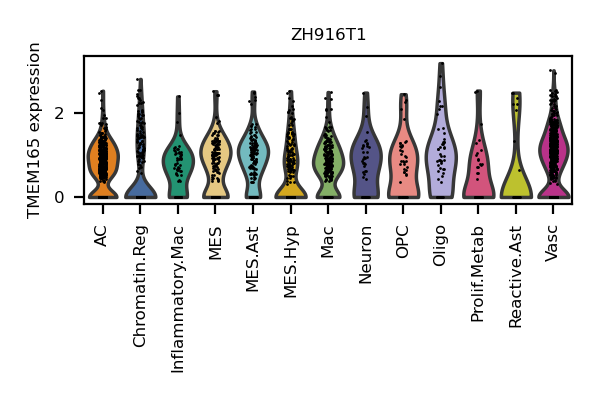 ZH916T1
TMEM165 expression
2
0
AC
Chromatin.Reg
Inflammatory.Mac
MES
MES.Ast
MES.Hyp
Mac
Neuron
OPC
Oligo
Prolif.Metab
Reactive.Ast
Vasc